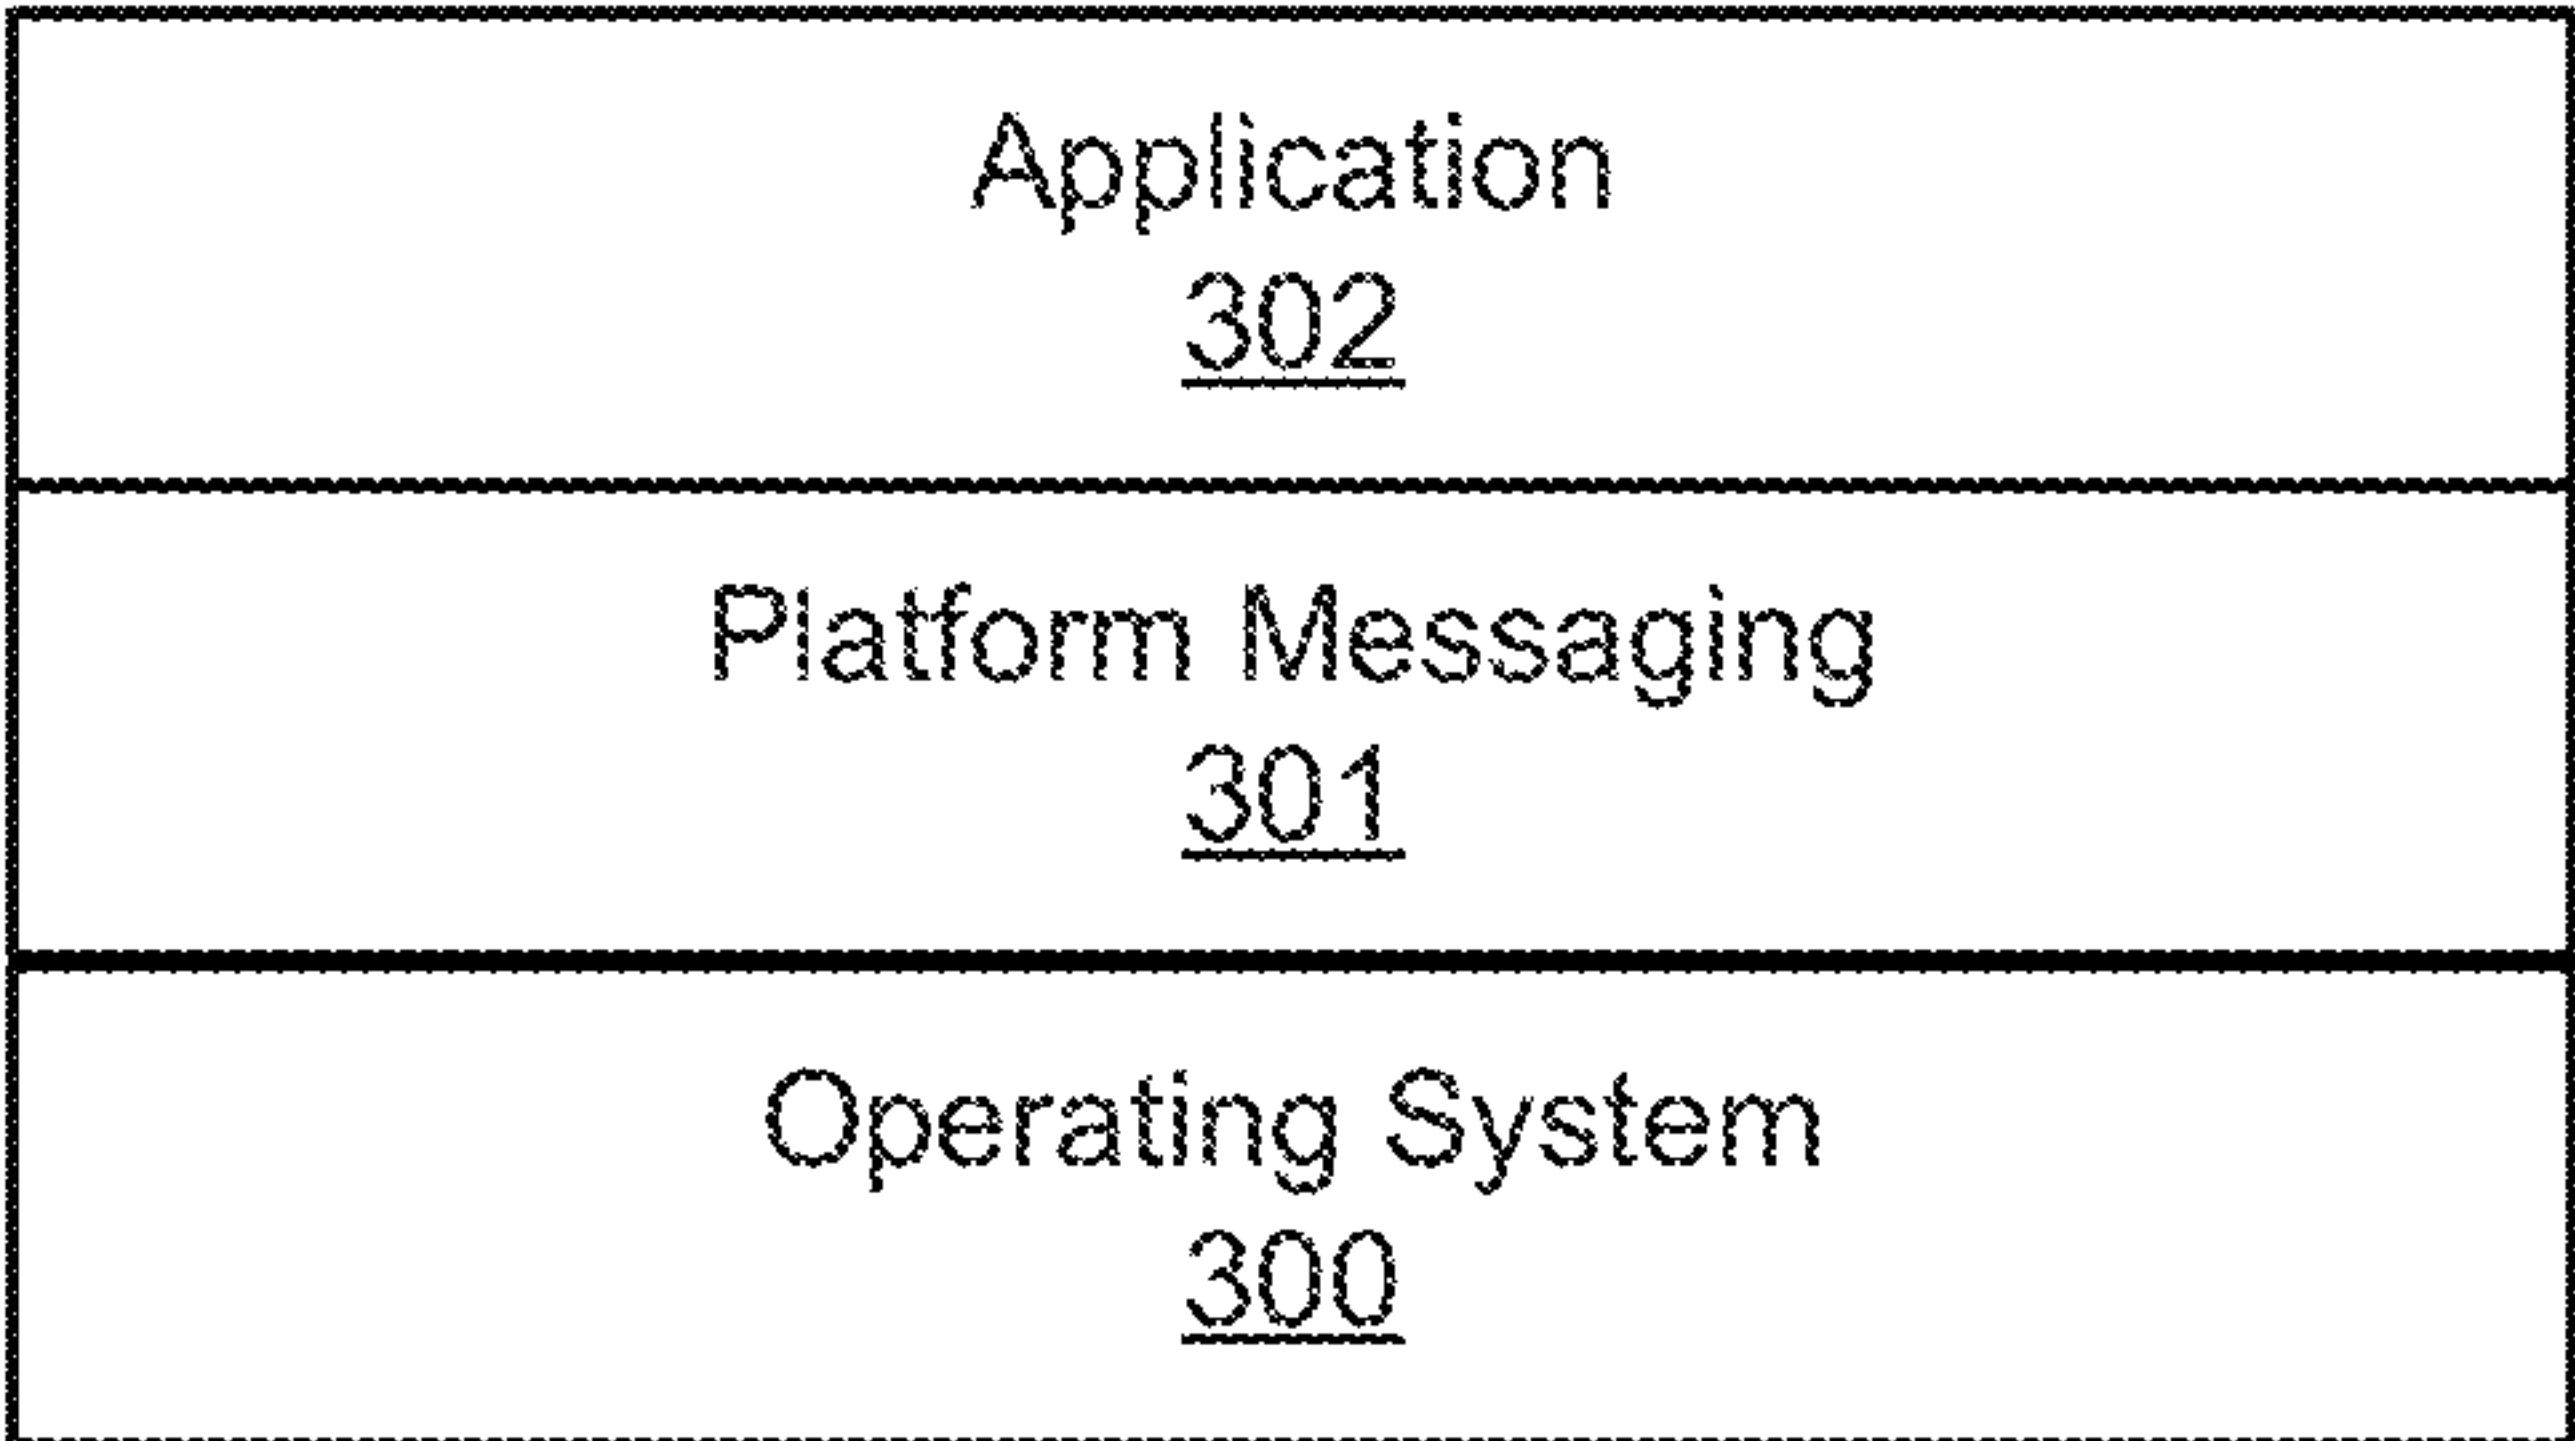 Application
302
Platform Messaging
301
Operating System
300